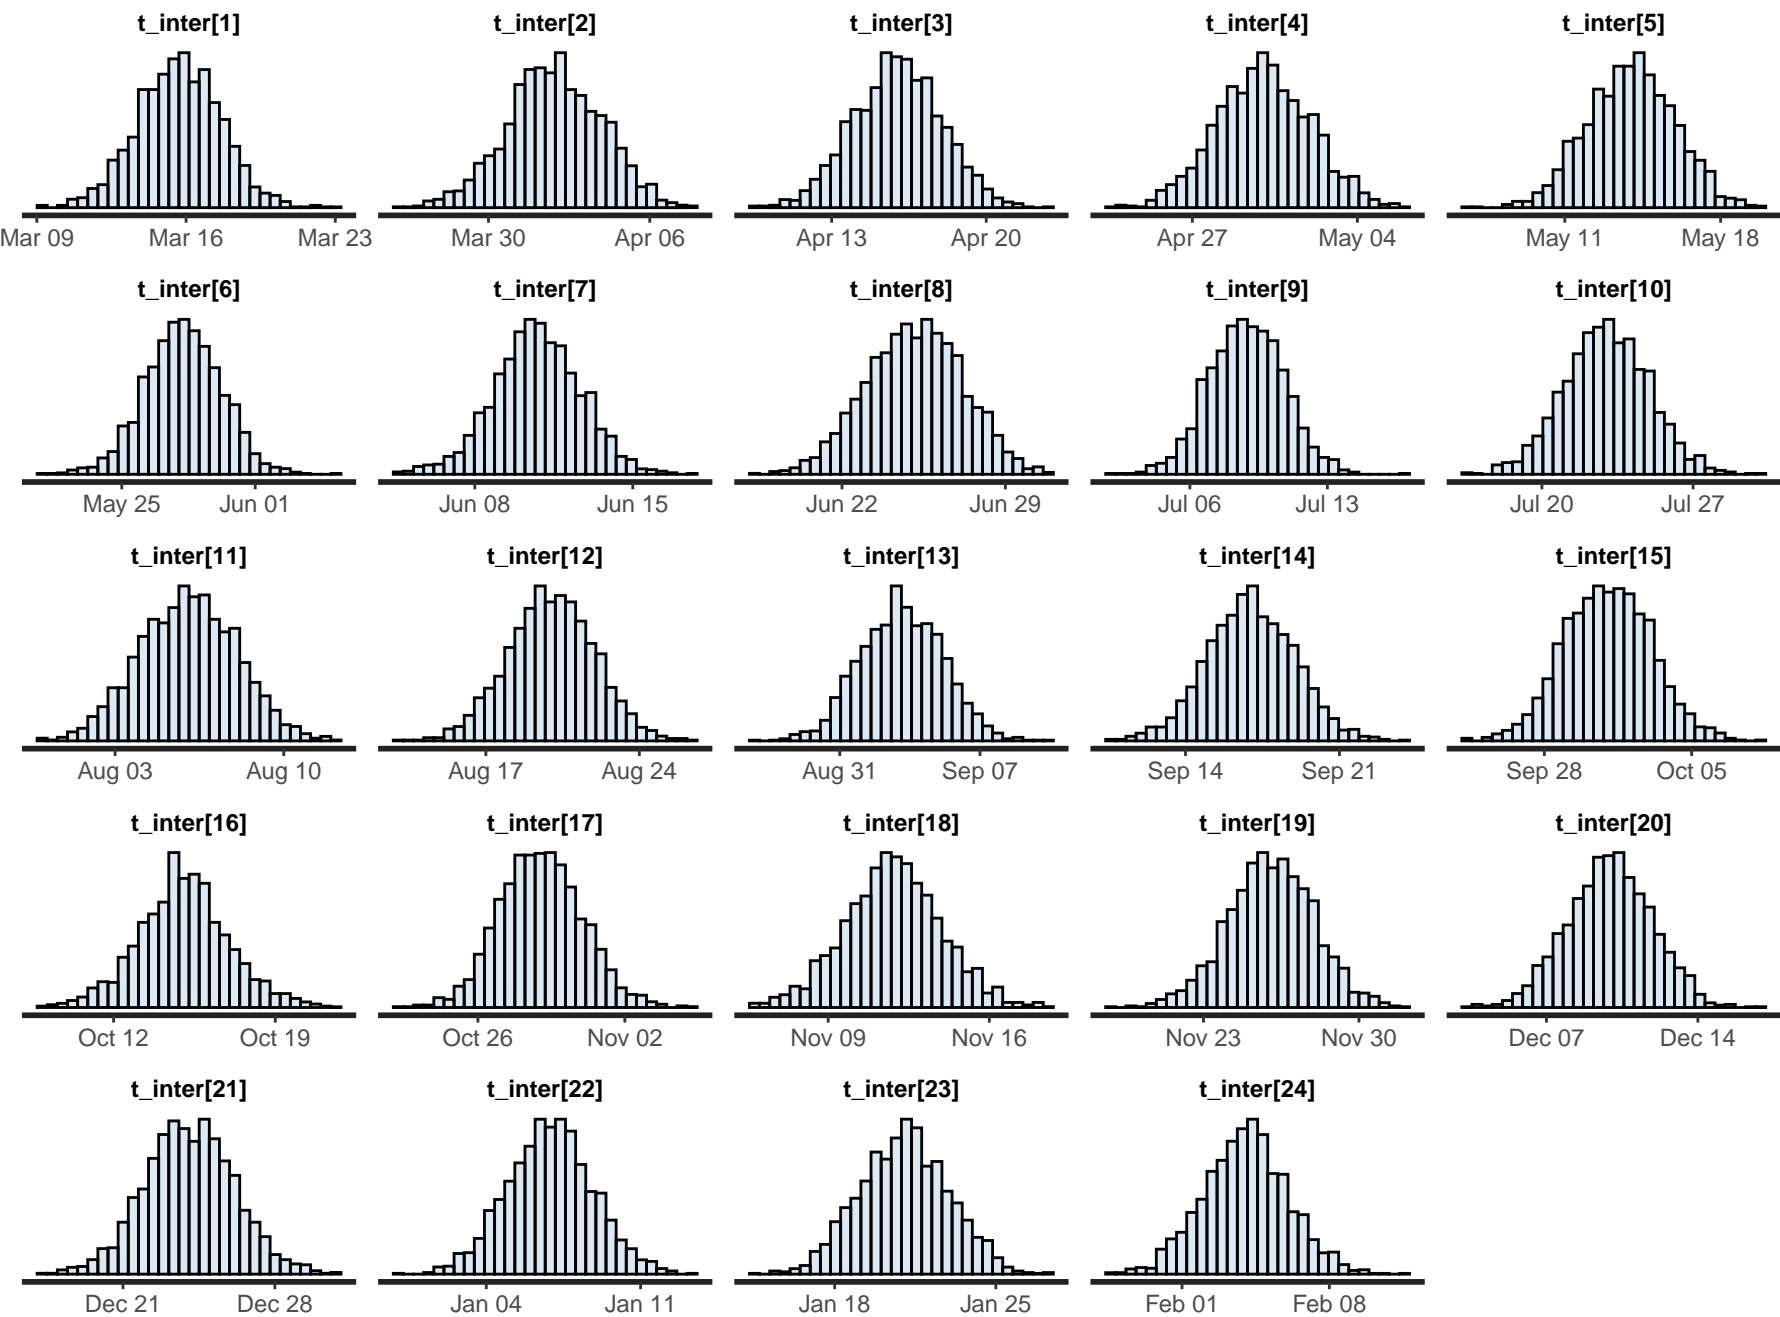 t_inter[1] t_inter[2] t_inter[3] t_inter[4] t_inter[5]
Mar 09 Mar 16 Mar 23 Mar 30 Apr 06 Apr 13 Apr 20 Apr 27 May 04 May 11 May 18
t_inter[6] t_inter[7] t_inter[8] t_inter[9] t_inter[10]
May 25 Jun 01 Jun 08 Jun 15 Jun 22 Jun 29 Jul 06 Jul 13 Jul 20 Jul 27
t_inter[11] t_inter[12] t_inter[13] t_inter[14] t_inter[15]
Aug 03 Aug 10 Aug 17 Aug 24 Aug 31 Sep 07 Sep 14 Sep 21 Sep 28 Oct 05
t_inter[16] t_inter[17] t_inter[18] t_inter[19] t_inter[20]
Oct 12 Oct 19 Oct 26 Nov 02 Nov 09 Nov 16 Nov 23 Nov 30 Dec 07 Dec 14
t_inter[21] t_inter[22] t_inter[23] t_inter[24]
Dec 21 Dec 28 Jan 04 Jan 11 Jan 18 Jan 25 Feb 01 Feb 08